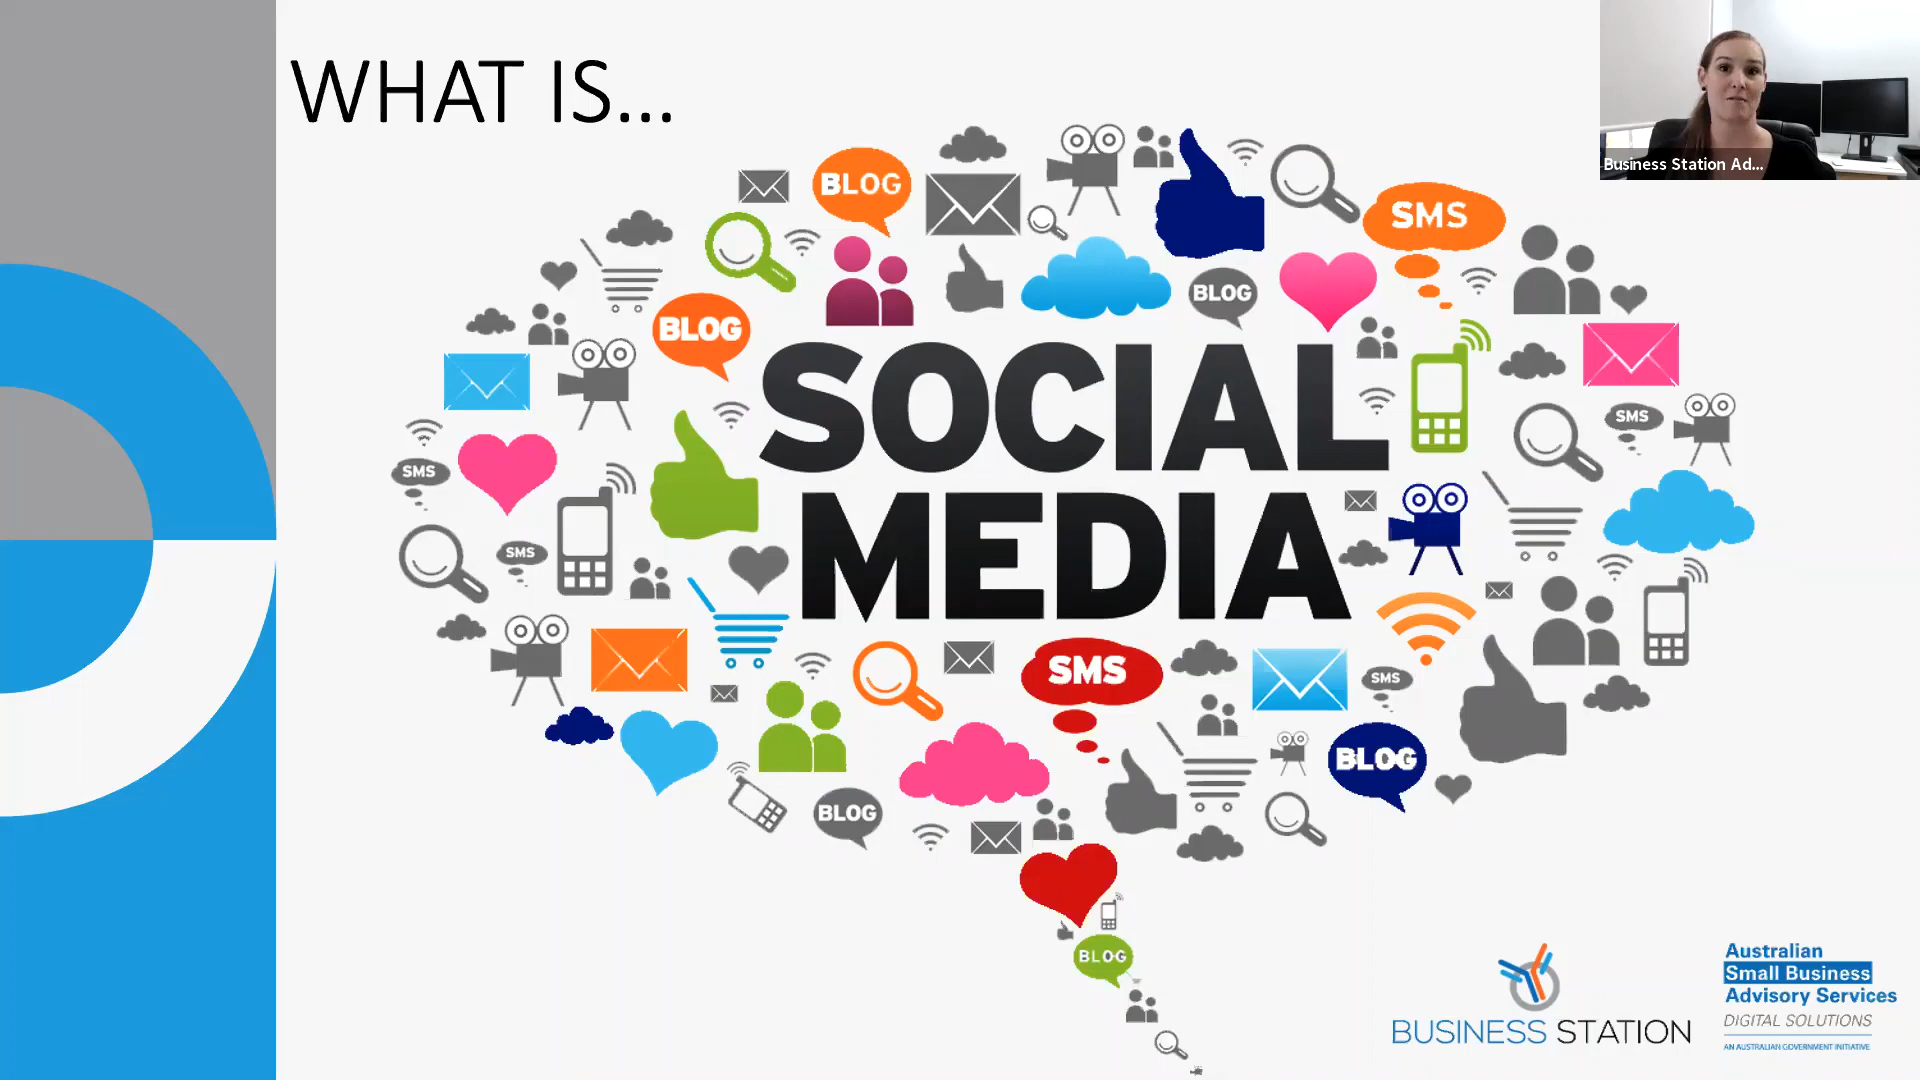 WHAT IS...
Business Station Ad...
BLOG
SMS
BLOG
BLOG
SOCIAL
MEDIA
SMS
SMS
SMS
SMS
SMS
BLOG
BLOG
BLOG
BUSINESS STATION
Australian
Small Business
Advisory Services
DIGITAL SOLUTIONS
AN AUSTRALIAN GOVERNMENT INITIATIVE